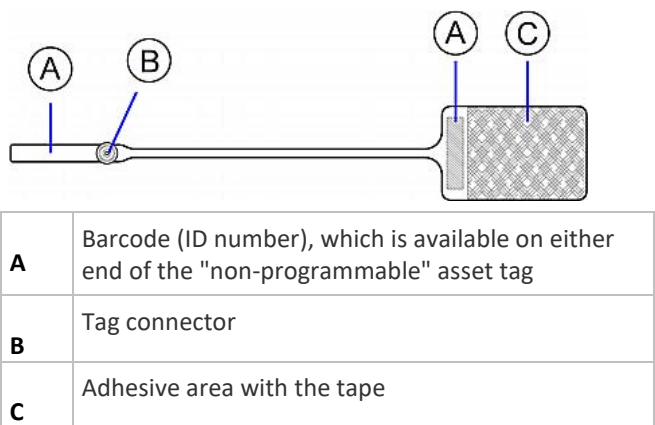 A
B
A
C
A
Barcode (ID number), which is available on either
end of the "non-programmable" asset tag
B
Tag connector
C
Adhesive area with the tape